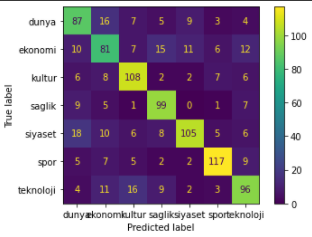 dunya 87 16 7 5 9 3 4
ekonomi 10 81 7 15 11 6 12
kultur 6 8 108 2 2 7 6
saglik 9 5 1 99 0 1 7
siyaset 18 10 6 8 105 5 6
spor 5 7 5 2 2 117 9
teknoloji 4 11 16 9 2 3 96
dunya ekonomi kultur saglik siyaset spor teknoloji
Predicted label
True label
100
80
60
40
20
0